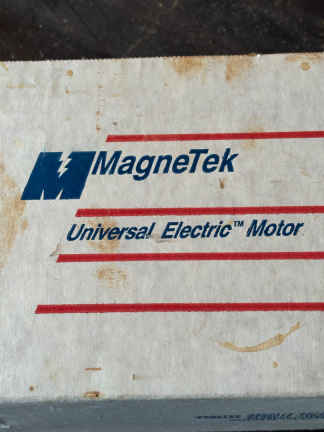 MagneTek
Universal Electric™ Motor